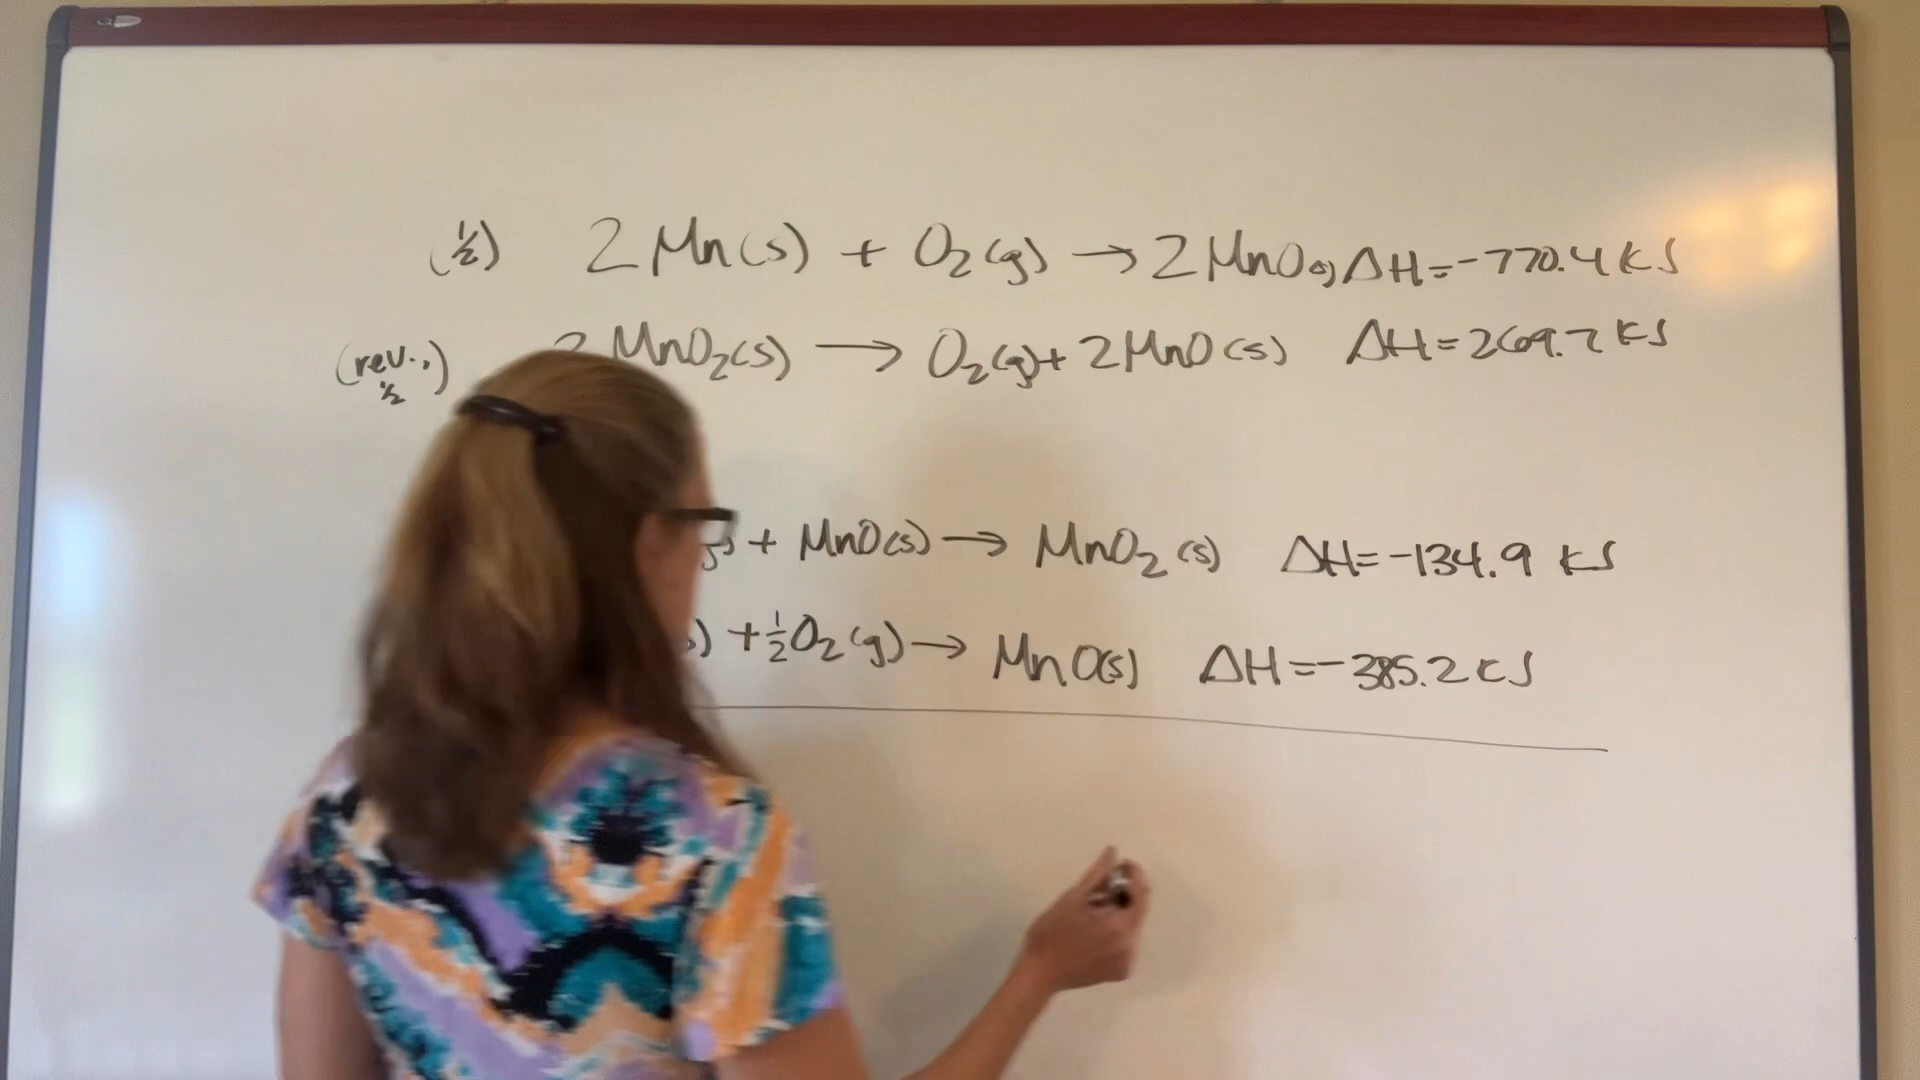 (½) 2 Mn(s) + O₂(g) → 2 MnO(s) ΔH=-770.4 kJ
(rev., ½) 2 MnO₂(s) → O₂(g) + 2MnO(s) ΔH=269.7 kJ
+ MnO(s) → MnO₂(s) ΔH=-134.9 kJ
) + ½O₂(g) → MnO(s) ΔH=-385.2 kJ